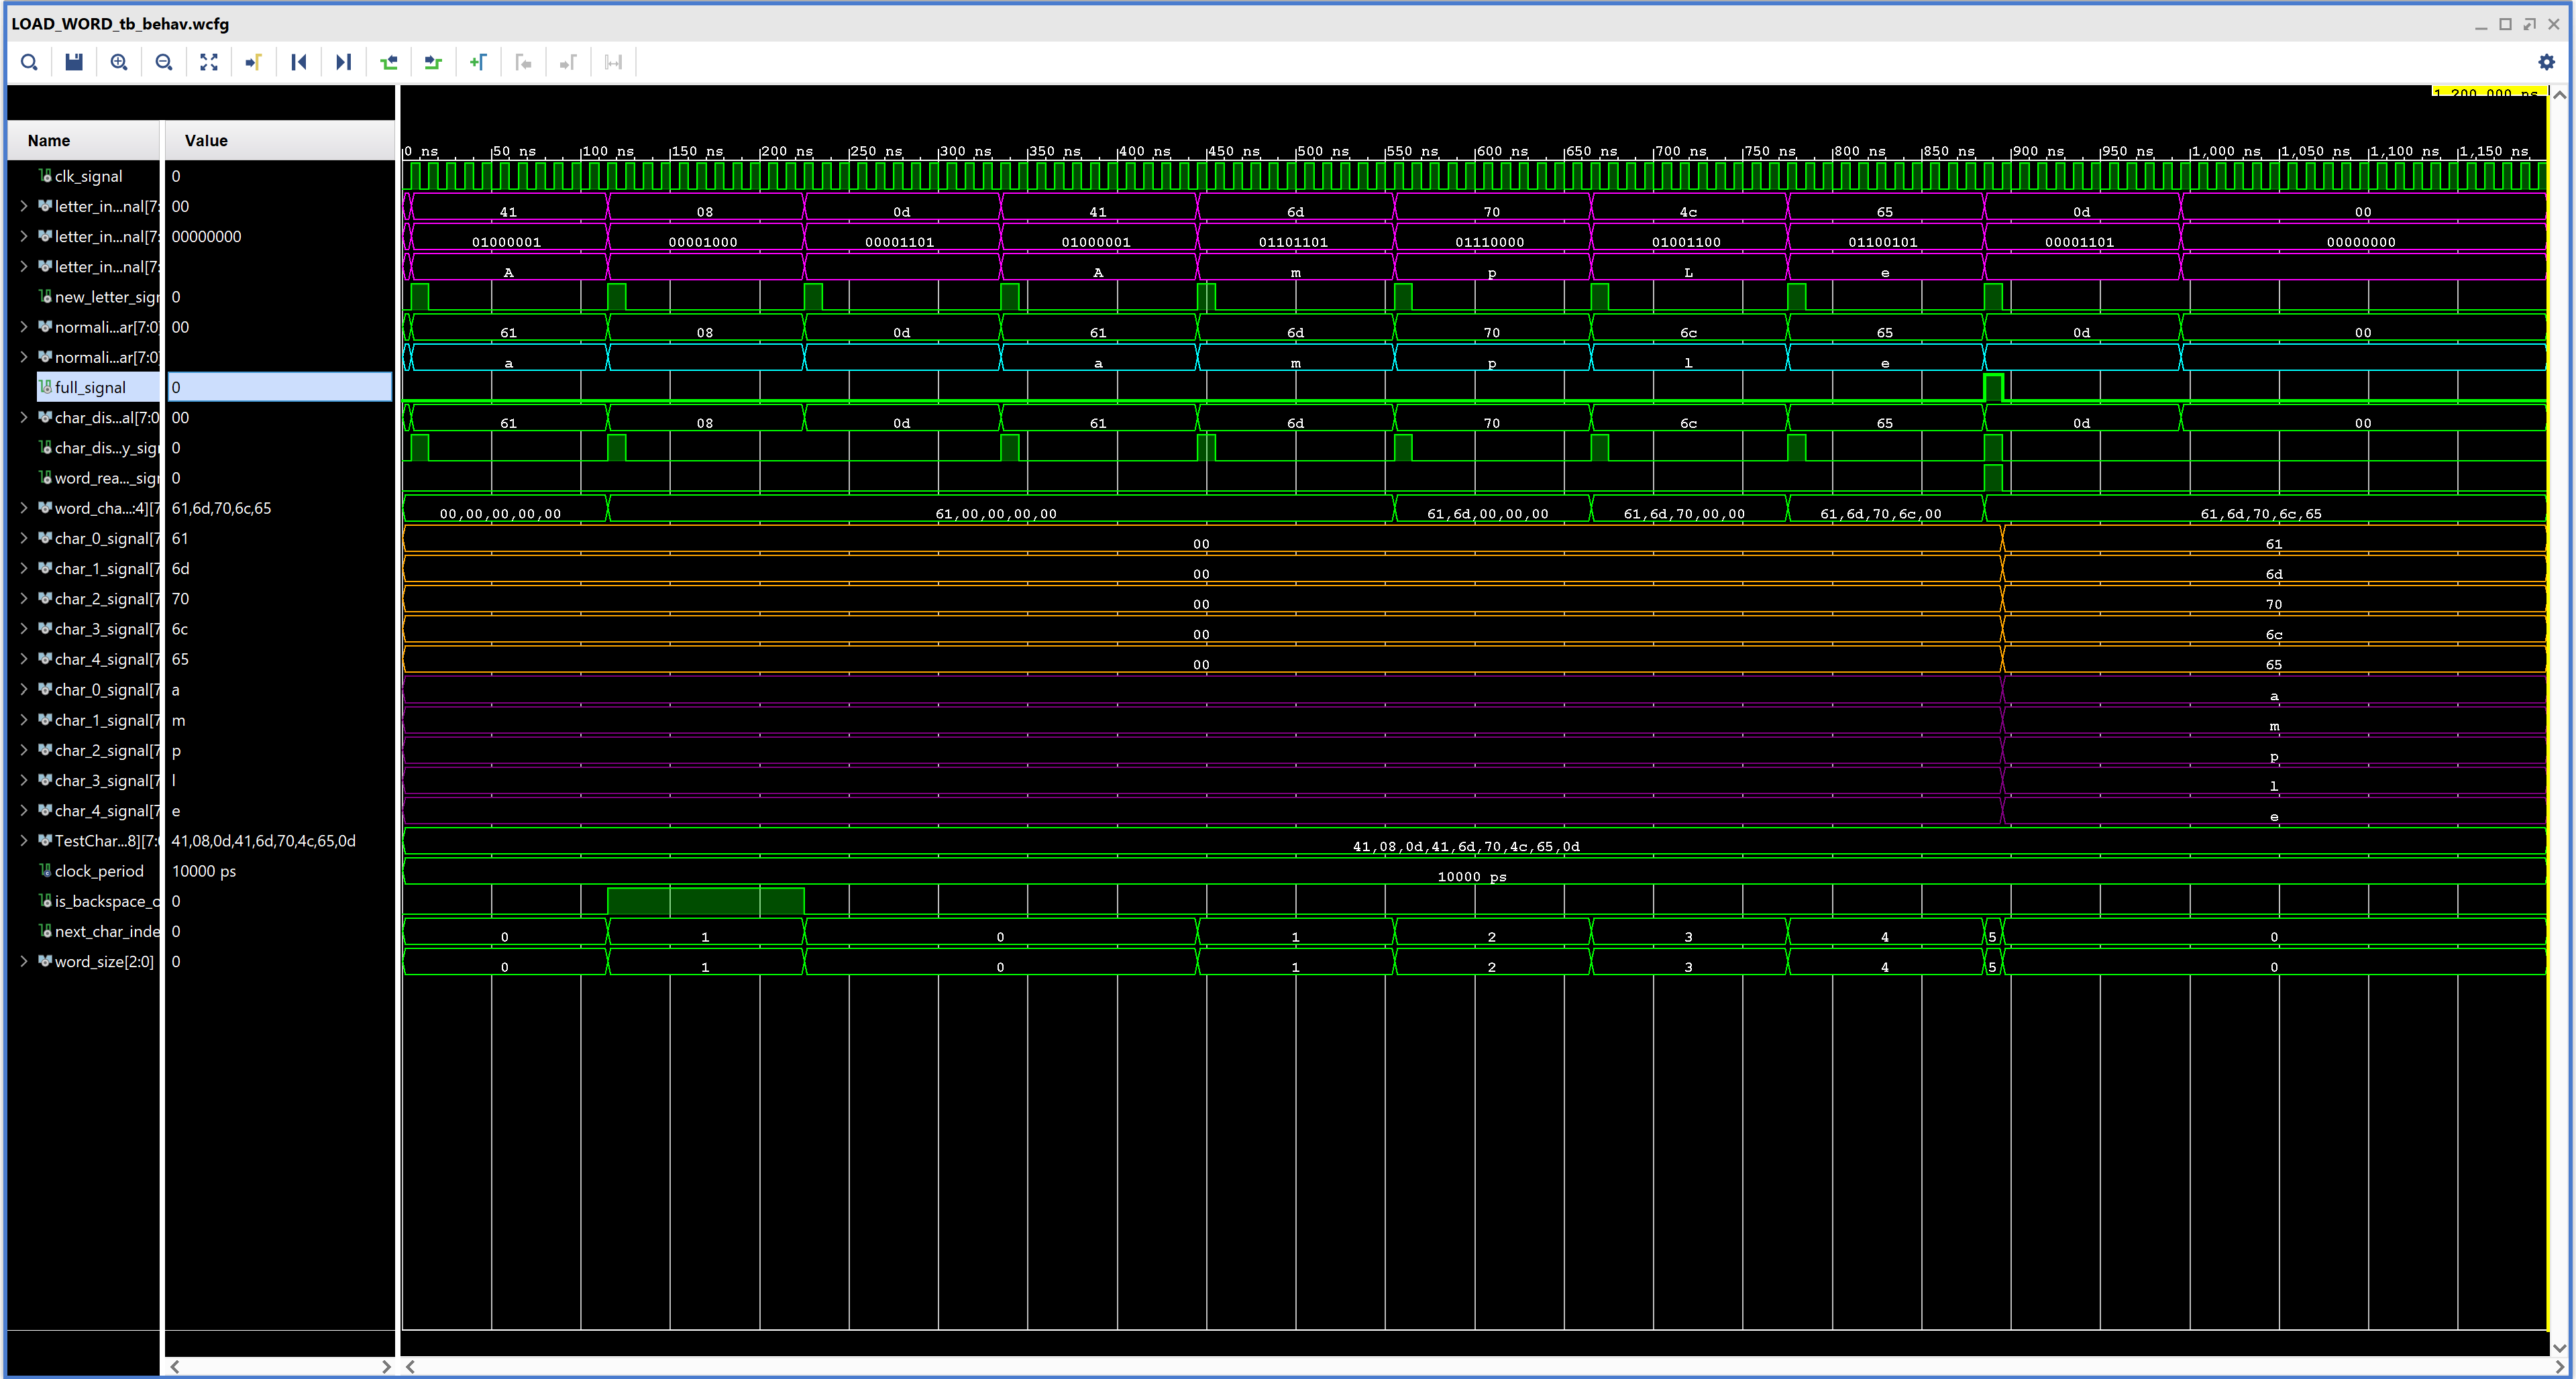 LOAD_WORD_tb_behav.wcfg
1,200.000 ns
Name Value
0 ns 50 ns 100 ns 150 ns 200 ns 250 ns 300 ns 350 ns 400 ns 450 ns 500 ns 550 ns 600 ns 650 ns 700 ns 750 ns 800 ns 850 ns 900 ns 950 ns 1,000 ns 1,050 ns 1,100 ns 1,150 ns
clk_signal 0
letter_in...nal[7: 00 41 08 0d 41 6d 70 4c 65 0d 00
letter_in...nal[7: 00000000 01000001 00001000 00001101 01000001 01101101 01110000 01001100 01100101 00001101 00000000
letter_in...nal[7: A A m p L e
new_letter_sigr 0
normali...ar[7:0] 00 61 08 0d 61 6d 70 6c 65 0d 00
normali...ar[7:0] a a m p l e
full_signal 0
char_dis...al[7:0 00 61 08 0d 61 6d 70 6c 65 0d 00
char_dis...y_sigr 0
word_rea..._sigr 0
word_cha...:4][7 61,6d,70,6c,65 00,00,00,00,00 61,00,00,00,00 61,6d,00,00,00 61,6d,70,00,00 61,6d,70,6c,00 61,6d,70,6c,65
char_0_signal[7 61 00 61
char_1_signal[7 6d 00 6d
char_2_signal[7 70 00 70
char_3_signal[7 6c 00 6c
char_4_signal[7 65 00 65
char_0_signal[7 a a
char_1_signal[7 m m
char_2_signal[7 p p
char_3_signal[7 l l
char_4_signal[7 e e
TestChar...8][7:( 41,08,0d,41,6d,70,4c,65,0d 41,08,0d,41,6d,70,4c,65,0d
clock_period 10000 ps 10000 ps
is_backspace_c 0
next_char_inde 0 0 1 0 1 2 3 4 5 0
word_size[2:0] 0 0 1 0 1 2 3 4 5 0